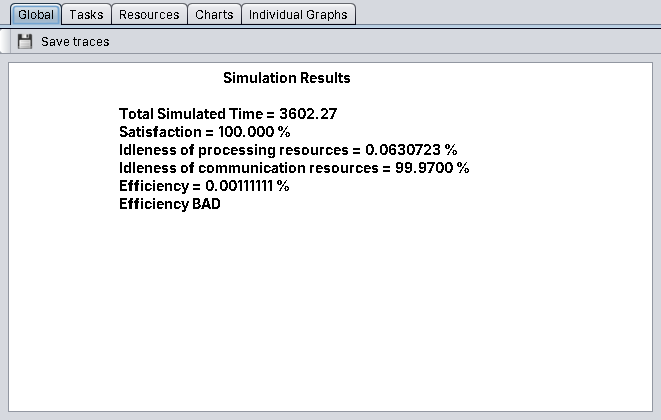 Global Tasks Resources Charts Individual Graphs
Save traces
Simulation Results
Total Simulated Time = 3602.27
Satisfaction = 100.000 %
Idleness of processing resources = 0.0630723 %
Idleness of communication resources = 99.9700 %
Efficiency = 0.00111111 %
Efficiency BAD